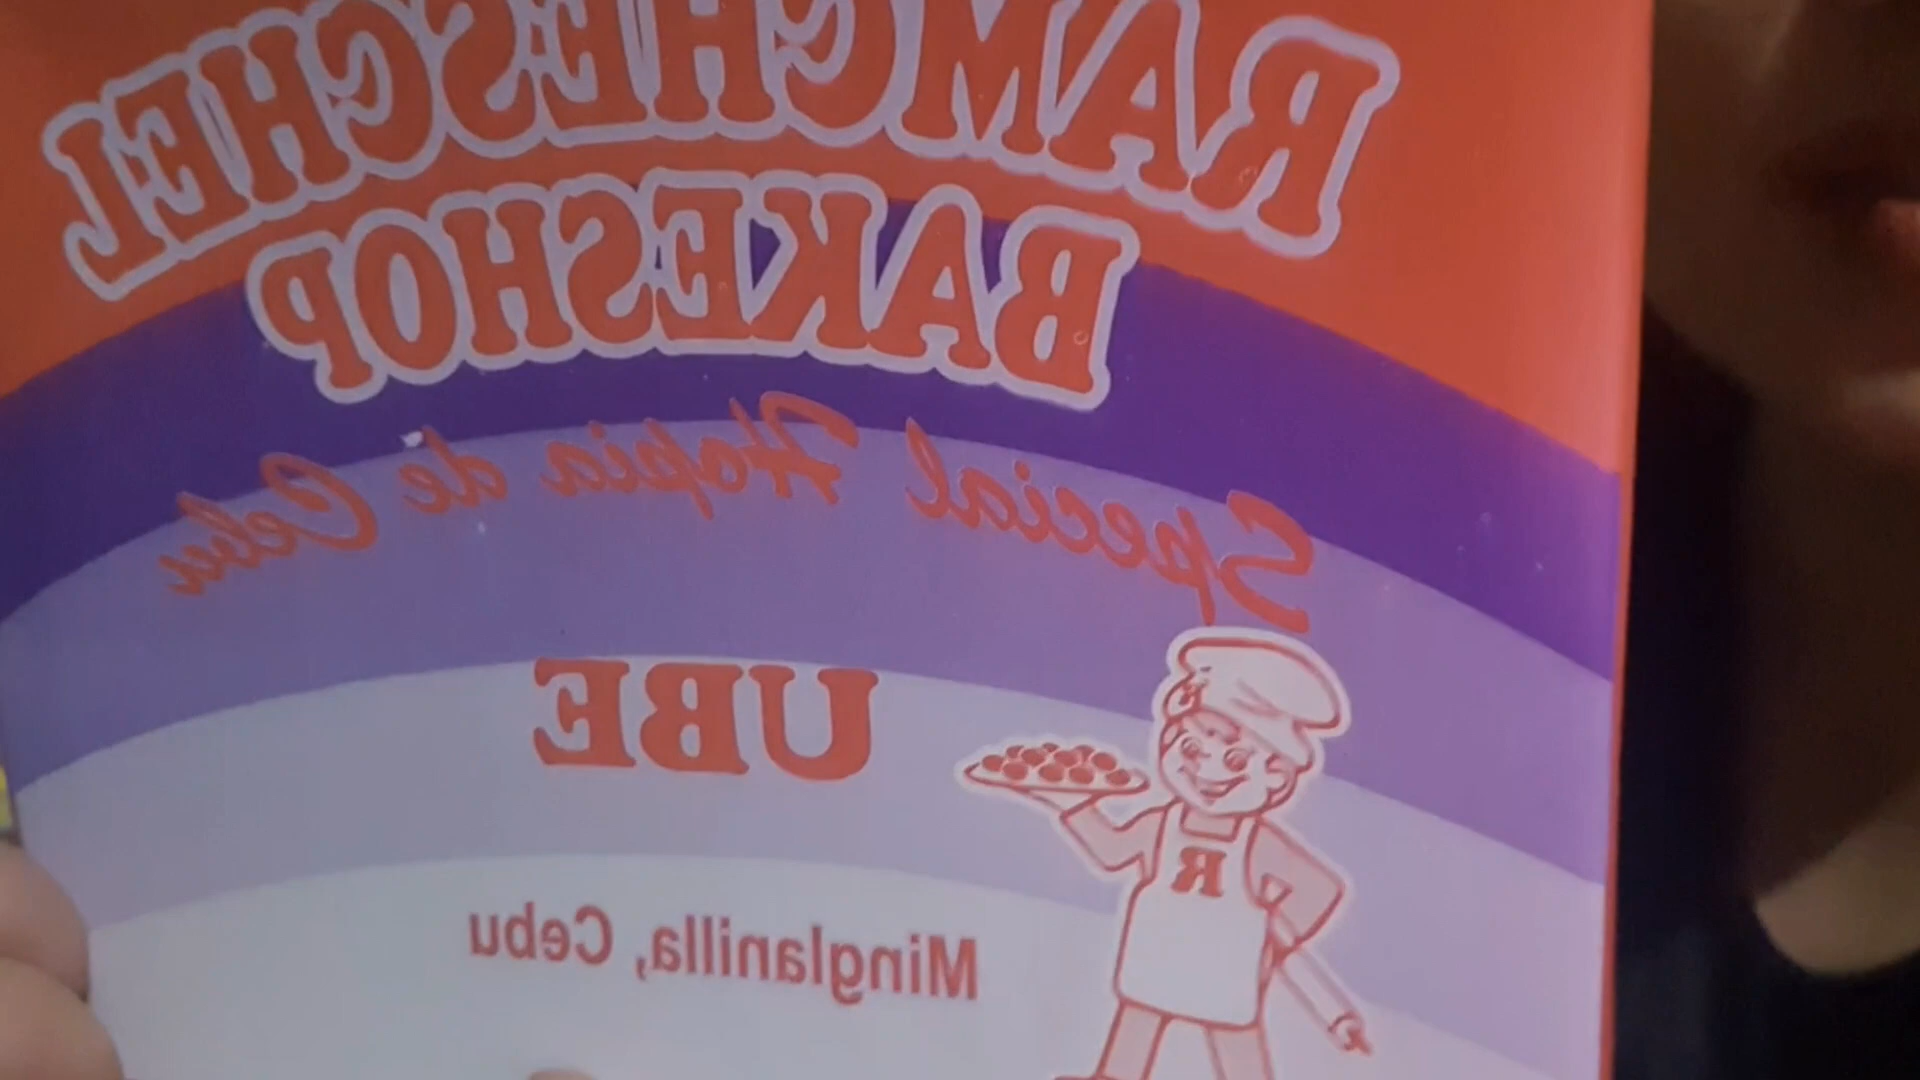 RAMCHESCHEL
BAKESHOP
Special Hopia de Cebu
UBE
R
R
Minglanilla, Cebu